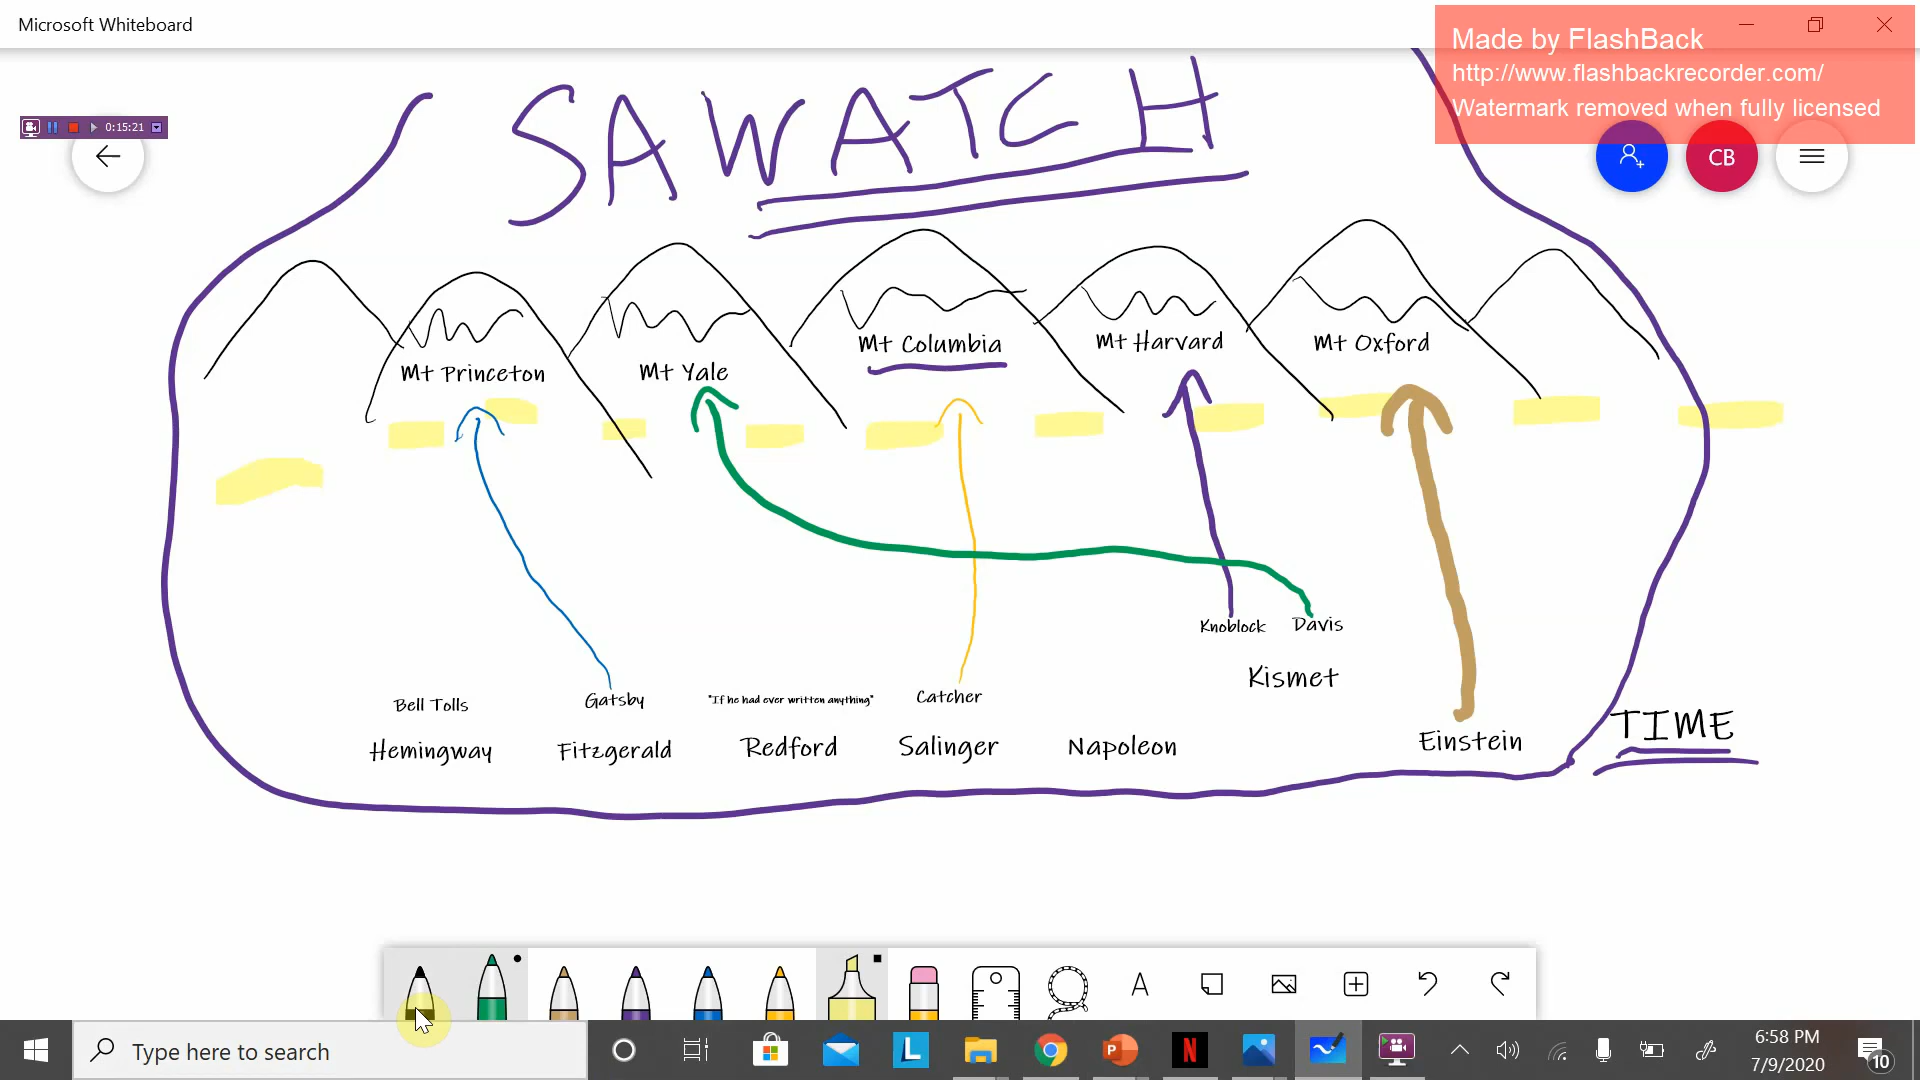 Microsoft Whiteboard
Made by FlashBack
http://www.flashbackrecorder.com/
Watermark removed when fully licensed
0:15:21
CB
SAWATCH
Mt Princeton
Mt Yale
Mt Columbia
Mt Harvard
Mt Oxford
Knoblock Davis
Kismet
Bell Tolls
Gatsby
"If he had ever written anything"
Catcher
Hemingway
Fitzgerald
Redford
Salinger
Napoleon
Einstein
TIME
A
Type here to search
L
P
N
6:58 PM
7/9/2020
10